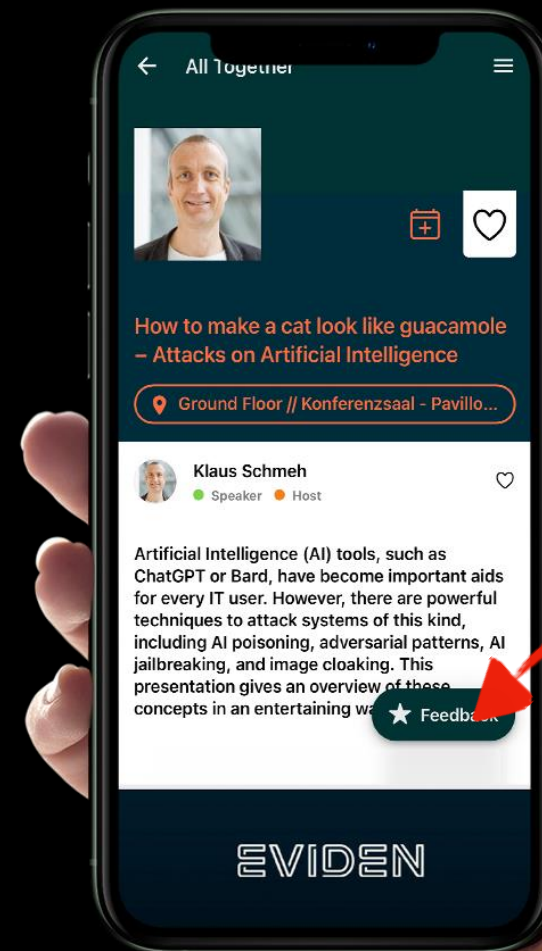 All Together
How to make a cat look like guacamole
– Attacks on Artificial Intelligence
Ground Floor // Konferenzsaal - Pavillo...
Klaus Schmeh
Speaker Host
Artificial Intelligence (AI) tools, such as
ChatGPT or Bard, have become important aids
for every IT user. However, there are powerful
techniques to attack systems of this kind,
including AI poisoning, adversarial patterns, AI
jailbreaking, and image cloaking. This
presentation gives an overview of these
concepts in an entertaining
Feedback
EVIDEN